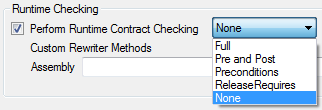 Runtime Checking
Perform Runtime Contract Checking None
Full
Custom Rewriter Methods Pre and Post
Preconditions
Assembly ReleaseRequires
None